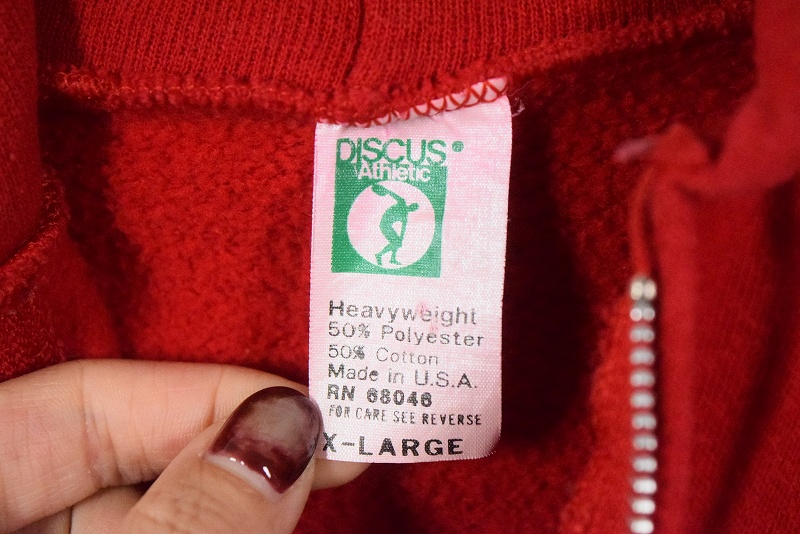 DISCUS
Athletic
Heavyweight
50% Polyester
50% Cotton
Made in U.S.A.
RN 68046
FOR CARE SEE REVERSE
X-LARGE